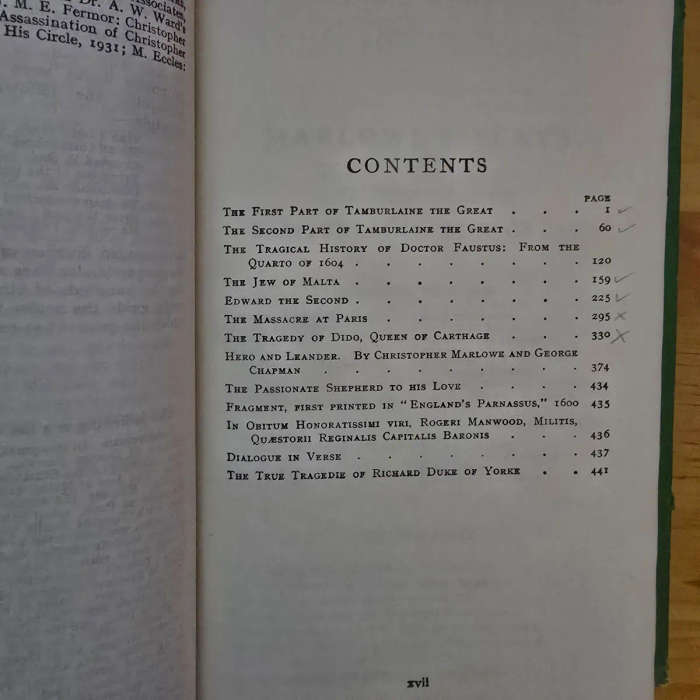 Associates,
Dr. A. W. Ward's
M. E. Fermor: Christopher
Assassination of Christopher
His Circle, 1931; M. Eccles:
CONTENTS
PAGE
The First Part of Tamburlaine the Great . . . 1 ✓
The Second Part of Tamburlaine the Great . . . 60 ✓
The Tragical History of Doctor Faustus: From the
Quarto of 1604 . . . . . . . 120
The Jew of Malta . . . . . . . 159 ✓
Edward the Second . . . . . . . 225 ✓
The Massacre at Paris . . . . . . 295 ×
The Tragedy of Dido, Queen of Carthage . . . 330 ×
Hero and Leander. By Christopher Marlowe and George
Chapman . . . . . . . . 374
The Passionate Shepherd to his Love . . . . 434
Fragment, first printed in "England's Parnassus," 1600 435
In Obitum Honoratissimi viri, Rogeri Manwood, Militis,
Quæstorii Reginalis Capitalis Baronis . . . 436
Dialogue in Verse . . . . . . . 437
The True Tragedie of Richard Duke of Yorke . . 441
xvii